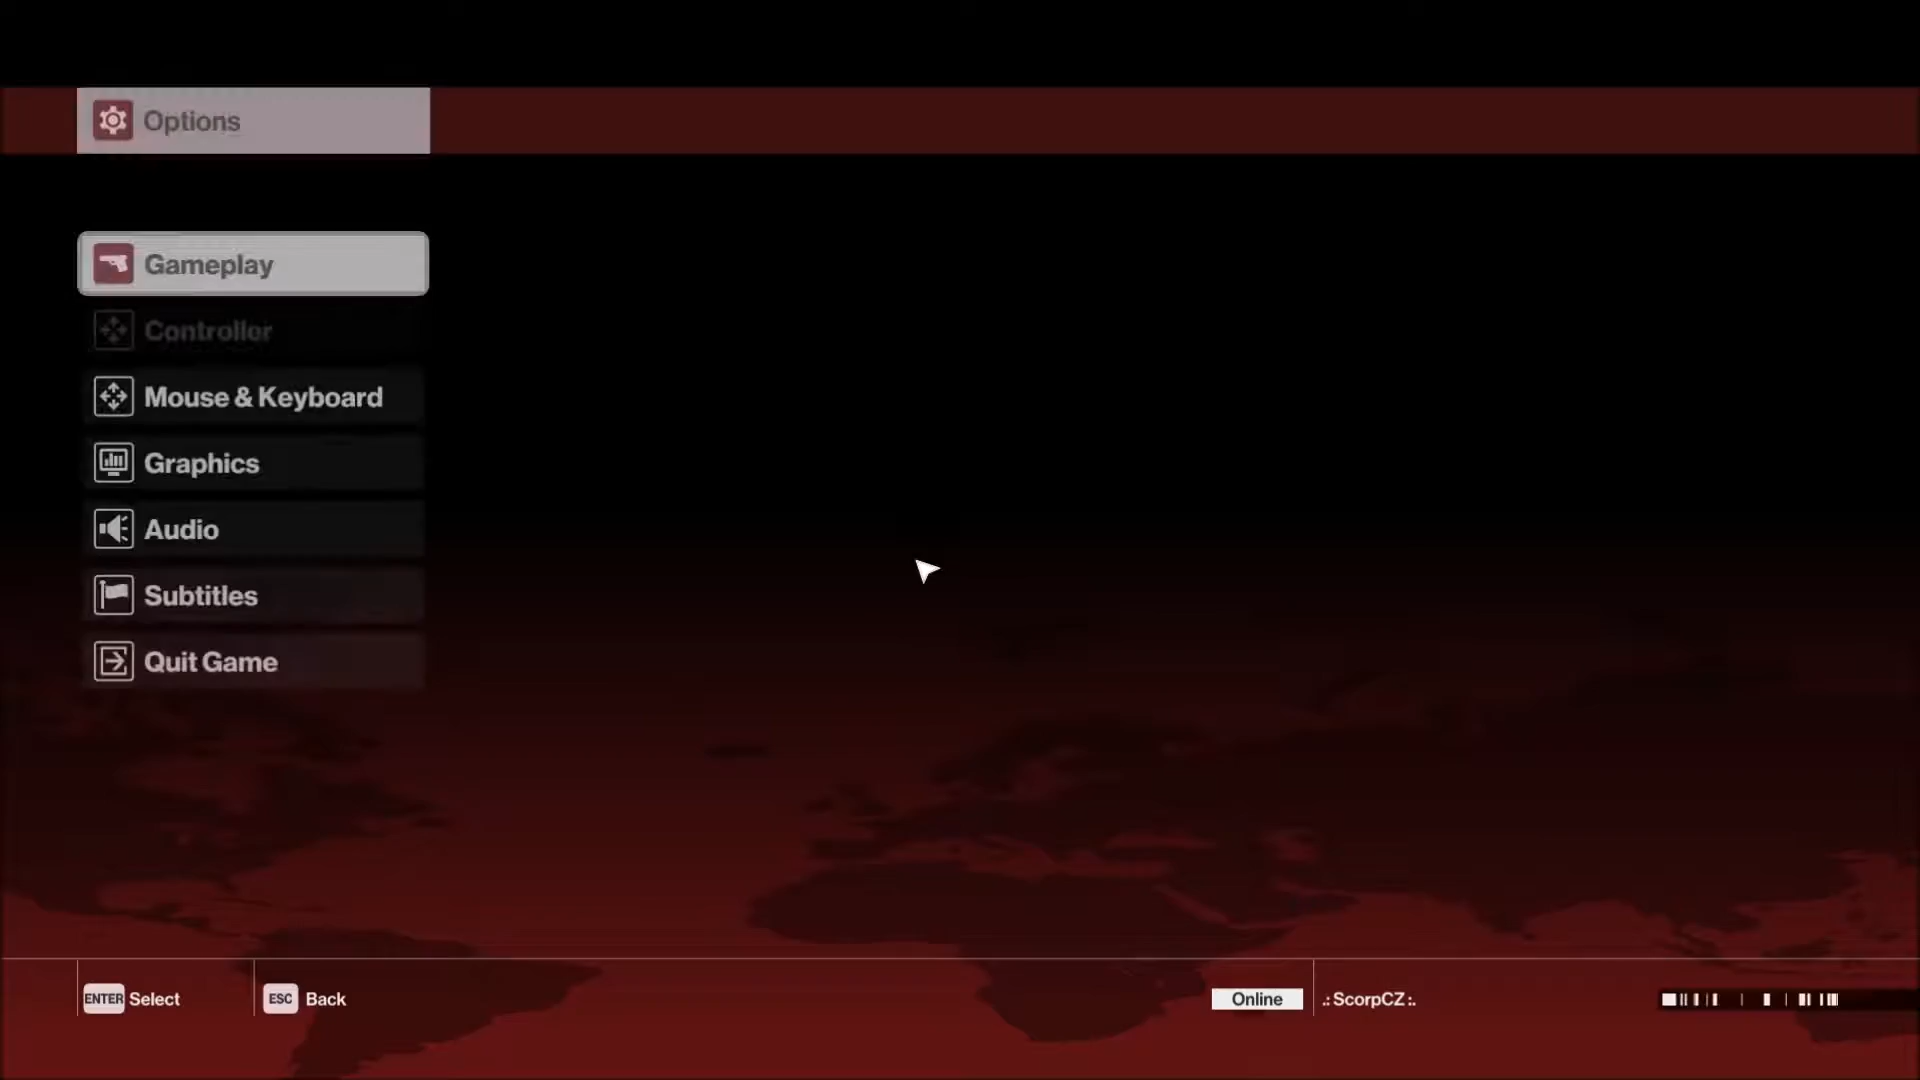 Options
Gameplay
Controller
Mouse & Keyboard
Graphics
Audio
Subtitles
Quit Game
ENTER Select ESC Back Online .:ScorpCZ:.